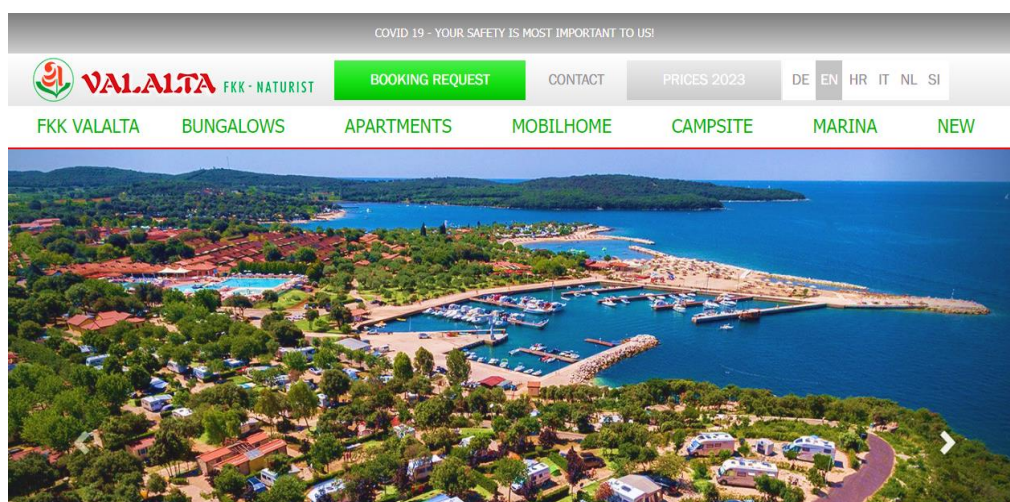 COVID 19 - YOUR SAFETY IS MOST IMPORTANT TO US!
VALALTA FKK - NATURIST
BOOKING REQUEST
CONTACT
PRICES 2023
DE EN HR IT NL SI
FKK VALALTA BUNGALOWS APARTMENTS MOBILHOME CAMPSITE MARINA NEW